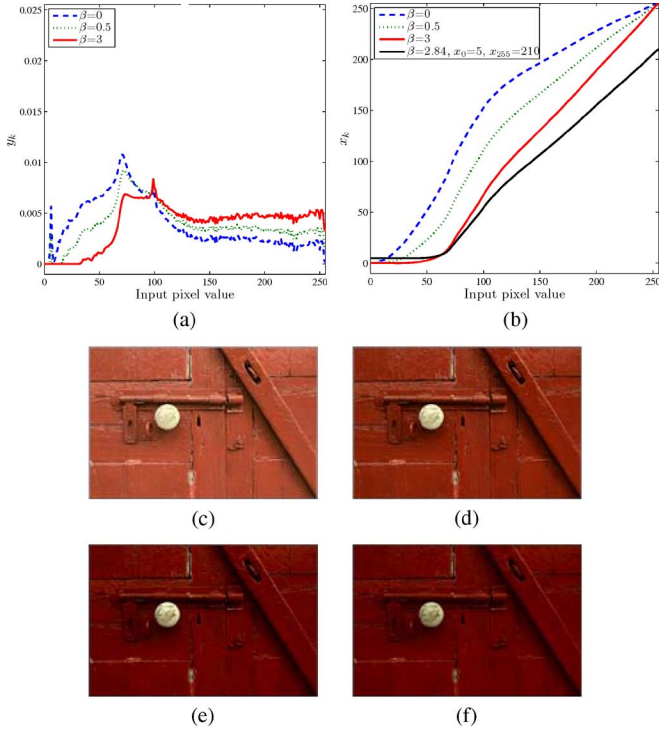 0.025
0.02
0.015
0.01
0.005
0
y_k
β=0
β=0.5
β=3
0 50 100 150 200 250
Input pixel value
(a)
250
200
150
100
50
0
x_k
β=0
β=0.5
β=3
β=2.84, x_0=5, x_255=210
0 50 100 150 200 250
Input pixel value
(b)
(c) (d)
(e) (f)